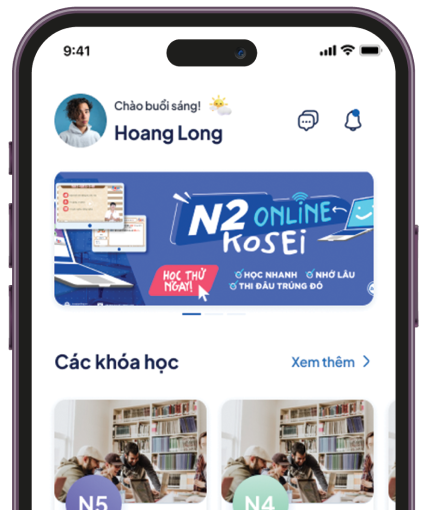 9:41
Chào buổi sáng!
Hoang Long
N2 ONLINE
KOSEI
HỌC THỬ
NGAY!
HỌC NHANH
NHỚ LÂU
THI ĐÂU TRÚNG ĐÓ
Các khóa học
Xem thêm
N5
N4